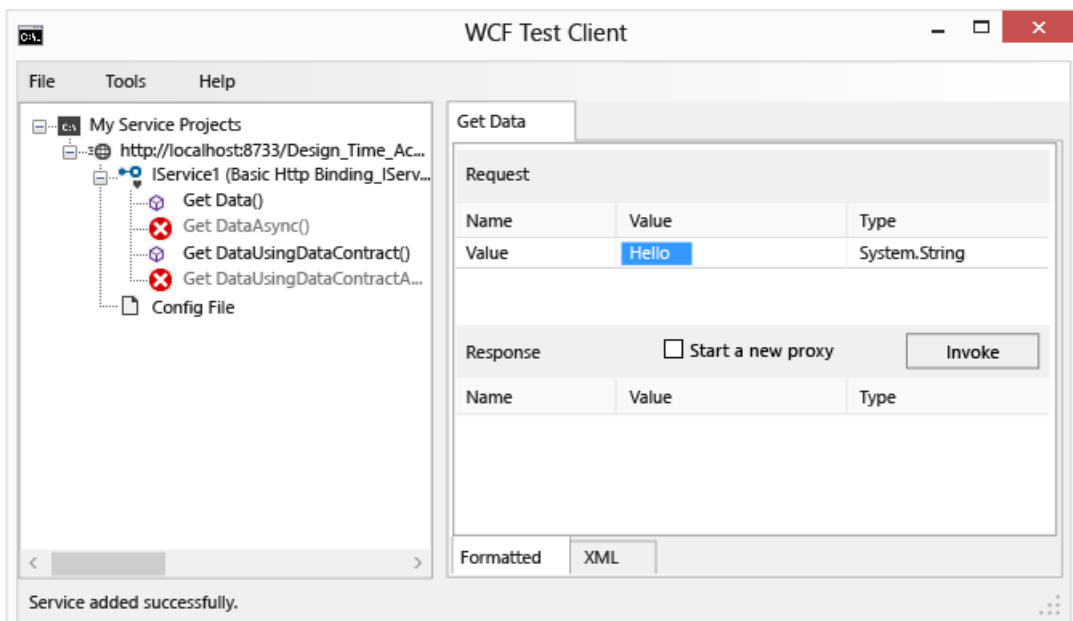 WCF Test Client
File Tools Help
My Service Projects
http://localhost:8733/Design_Time_Ac...
IService1 (Basic Http Binding_IServ...
Get Data()
Get DataAsync()
Get DataUsingDataContract()
Get DataUsingDataContractA...
Config File
Get Data
Request
Name Value Type
Value Hello System.String
Response Start a new proxy Invoke
Name Value Type
Formatted XML
Service added successfully.